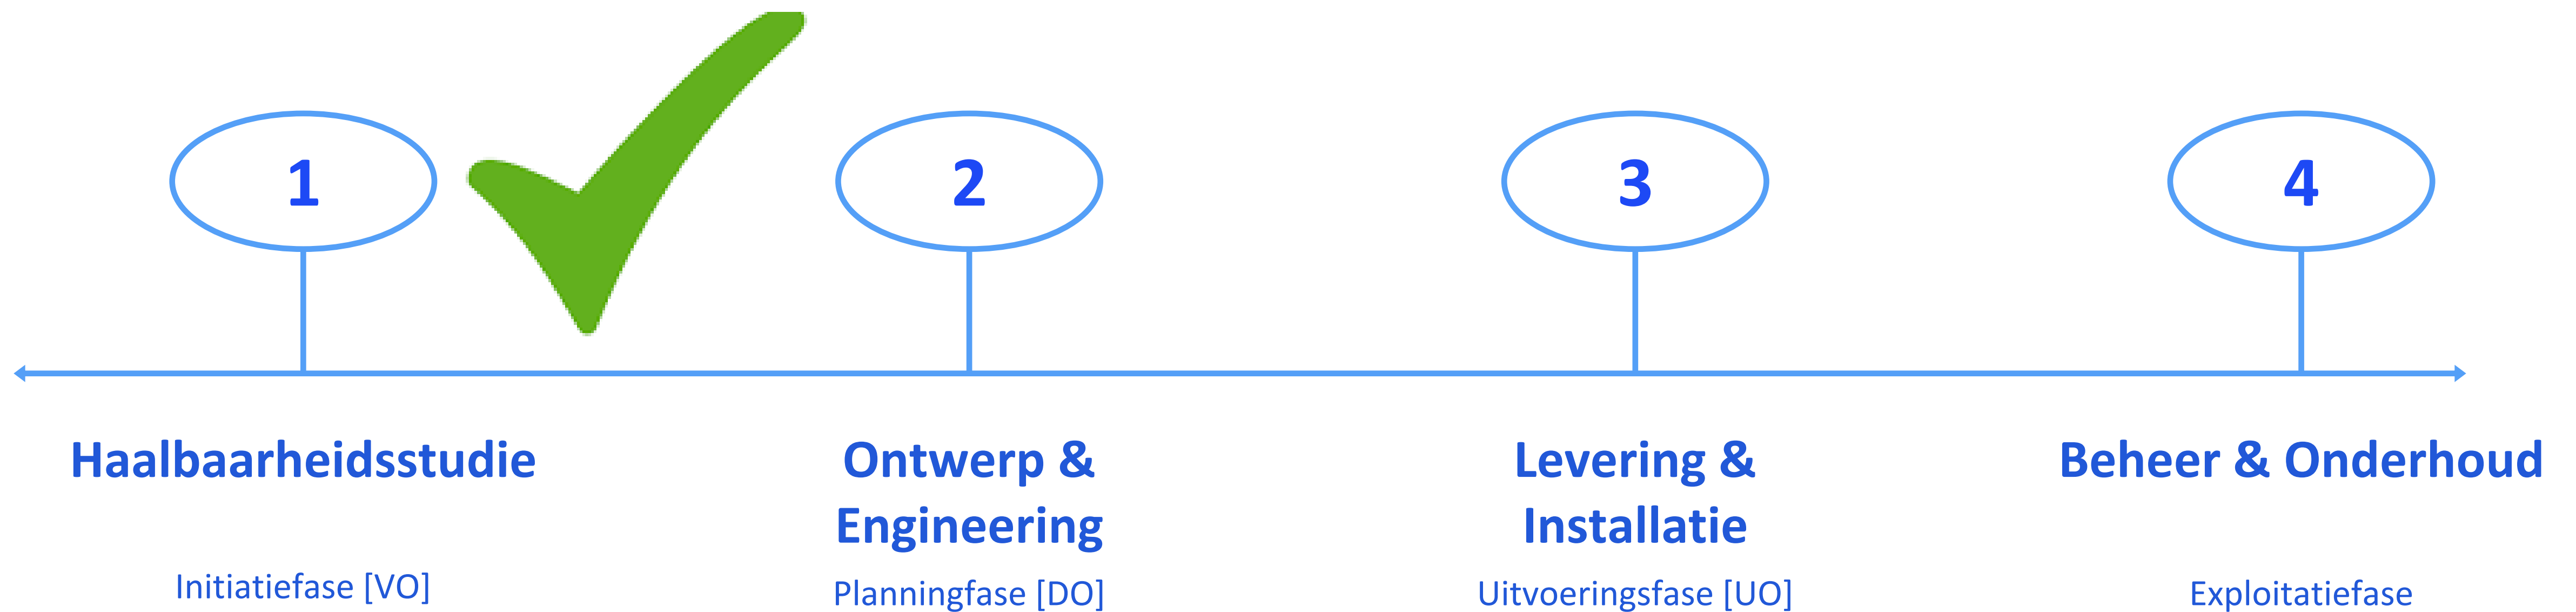 1
2
3
4
Haalbaarheidsstudie
Initiatiefase [VO]
Ontwerp &
Engineering
Planningfase [DO]
Levering &
Installatie
Uitvoeringsfase [UO]
Beheer & Onderhoud
Exploitatiefase